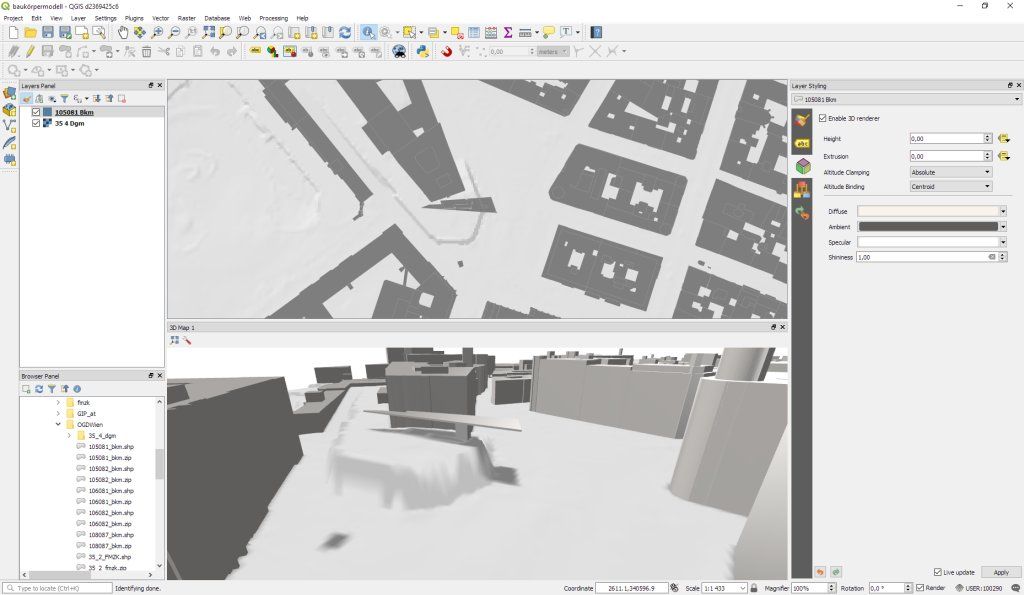 baukörpermodell - QGIS d2369425c6
Project Edit View Layer Settings Plugins Vector Raster Database Web Processing Help
0,00 meters
Layers Panel
105081 Bkm
35 4 Dgm
Browser Panel
fmzk
GIP_at
OGDWien
35_4_dgm
105081_bkm.shp
105081_bkm.zip
105082_bkm.shp
105082_bkm.zip
106081_bkm.shp
106081_bkm.zip
106082_bkm.shp
106082_bkm.zip
108087_bkm.shp
108087_bkm.zip
35_2_FMZK.shp
35_2_fmzk.zip
3D Map 1
Layer Styling
105081 Bkm
Enable 3D renderer
Height 0,00
Extrusion 0,00
Altitude Clamping Absolute
Altitude Binding Centroid
Diffuse
Ambient
Specular
Shininess 1,00
Live update Apply
Type to locate (Ctrl+K) Identifying done. Coordinate 2611.1,340596.9 Scale 1:1 433 Magnifier 100% Rotation 0,0 ° Render USER:100290